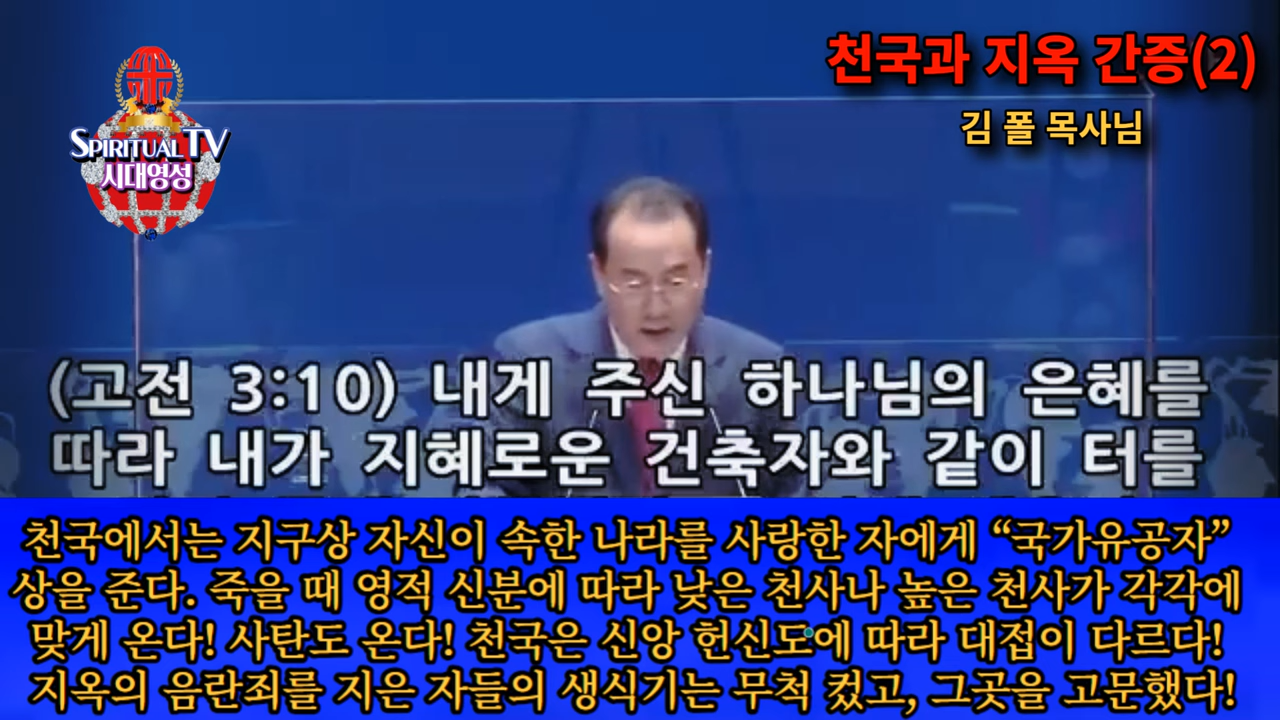 천국과 지옥 간증(2)
김 폴 목사님
SPIRITUAL TV
시대영성
(고전 3:10) 내게 주신 하나님의 은혜를
따라 내가 지혜로운 건축자와 같이 터를
천국에서는 지구상 자신이 속한 나라를 사랑한 자에게 “국가유공자”
상을 준다. 죽을 때 영적 신분에 따라 낮은 천사나 높은 천사가 각각에
맞게 온다! 사탄도 온다! 천국은 신앙 헌신도에 따라 대접이 다르다!
지옥의 음란죄를 지은 자들의 생식기는 무척 컸고, 그곳을 고문했다!